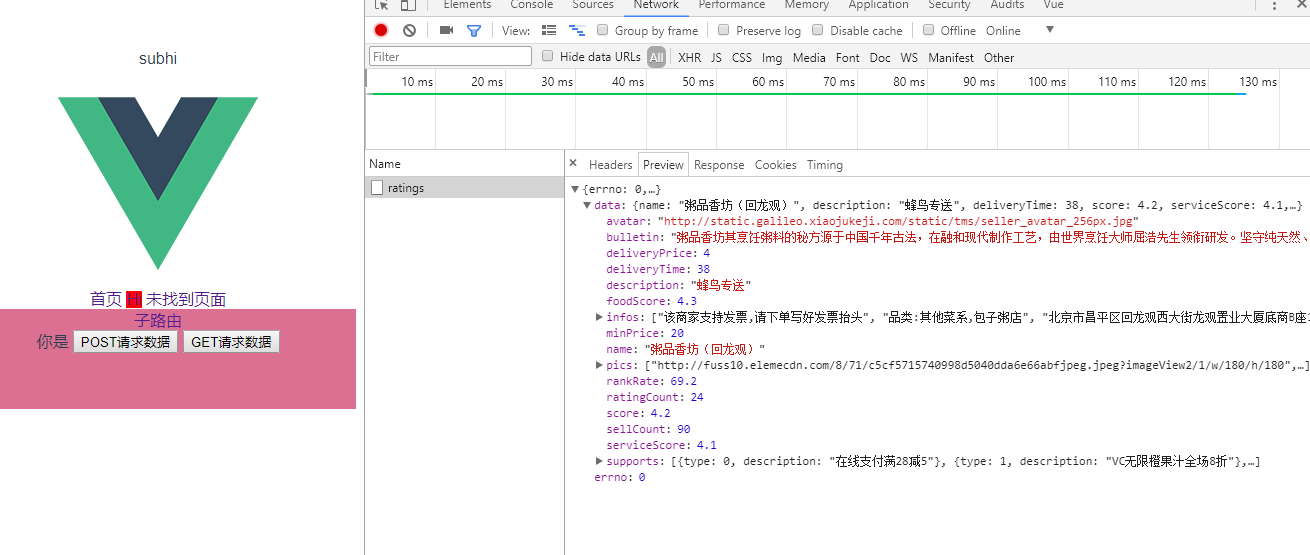 subhi
首页 H 未找到页面
子路由
你是 POST请求数据 GET请求数据
Elements Console Sources Network Performance Memory Application Security Audits Vue
View: Group by frame Preserve log Disable cache Offline Online
Filter Hide data URLs All XHR JS CSS Img Media Font Doc WS Manifest Other
10 ms 20 ms 30 ms 40 ms 50 ms 60 ms 70 ms 80 ms 90 ms 100 ms 110 ms 120 ms 130 ms
Name
ratings
× Headers Preview Response Cookies Timing
{errno: 0,…}
data: {name: "粥品香坊（回龙观）", description: "蜂鸟专送", deliveryTime: 38, score: 4.2, serviceScore: 4.1,…}
avatar: "http://static.galileo.xiaojukeji.com/static/tms/seller_avatar_256px.jpg"
bulletin: "粥品香坊其烹饪粥料的秘方源于中国千年古法，在融和现代制作工艺，由世界烹饪大师屈浩先生领衔研发。坚守纯天然、
deliveryPrice: 4
deliveryTime: 38
description: "蜂鸟专送"
foodScore: 4.3
infos: ["该商家支持发票,请下单写好发票抬头", "品类:其他菜系,包子粥店", "北京市昌平区回龙观西大街龙观置业大厦底商B座1
minPrice: 20
name: "粥品香坊（回龙观）"
pics: ["http://fuss10.elemecdn.com/8/71/c5cf5715740998d5040dda6e66abfjpeg.jpeg?imageView2/1/w/180/h/180",…]
rankRate: 69.2
ratingCount: 24
score: 4.2
sellCount: 90
serviceScore: 4.1
supports: [{type: 0, description: "在线支付满28减5"}, {type: 1, description: "VC无限橙果汁全场8折"},…]
errno: 0